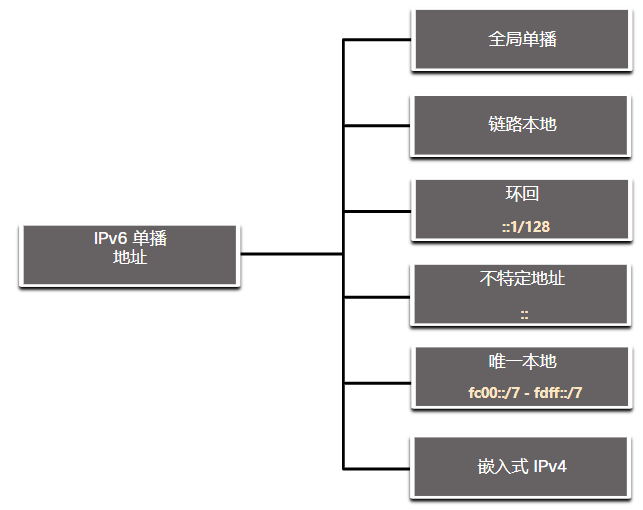 全局单播
链路本地
环回
::1/128
IPv6 单播
地址
不特定地址
::
唯一本地
fc00::/7 - fdff::/7
嵌入式 IPv4